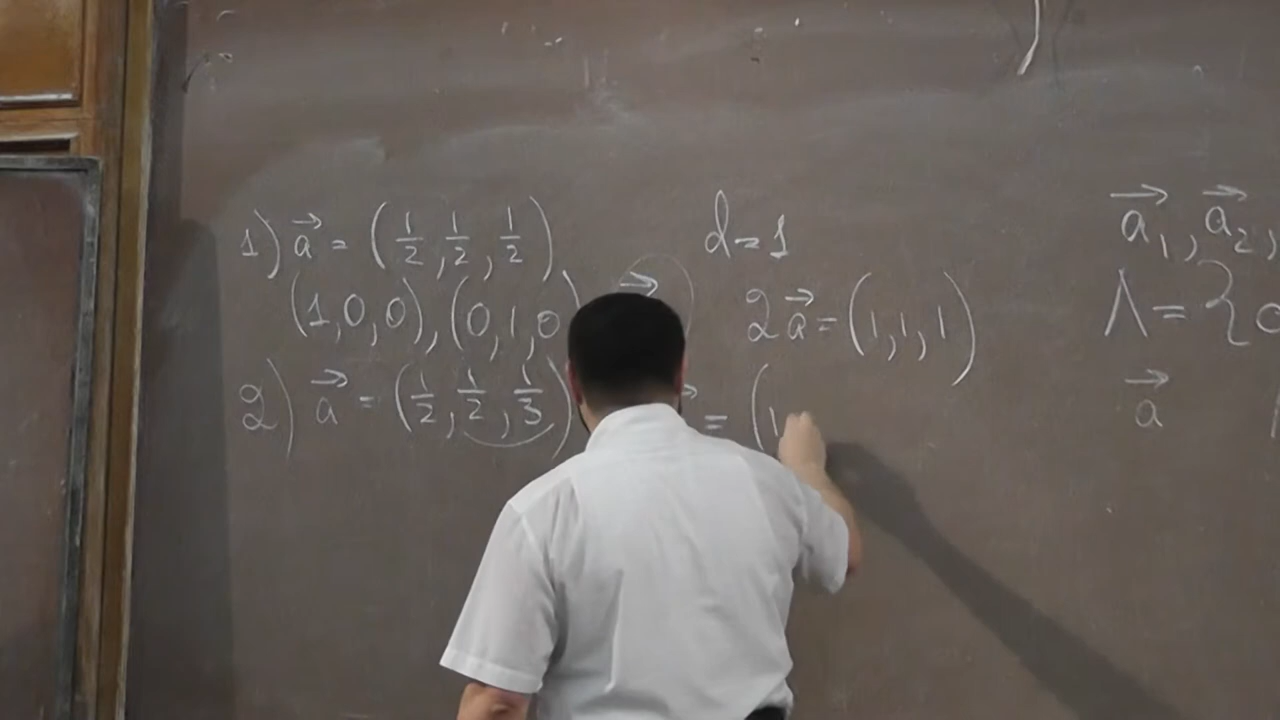 1) a⃗ = (1/2, 1/2, 1/2) d=1
(1,0,0), (0,1,0 2a⃗ = (1,1,1)
2) a⃗ = (1/2, 1/2, 1/3) = (1
a⃗₁, a⃗₂,
Λ = {
a⃗